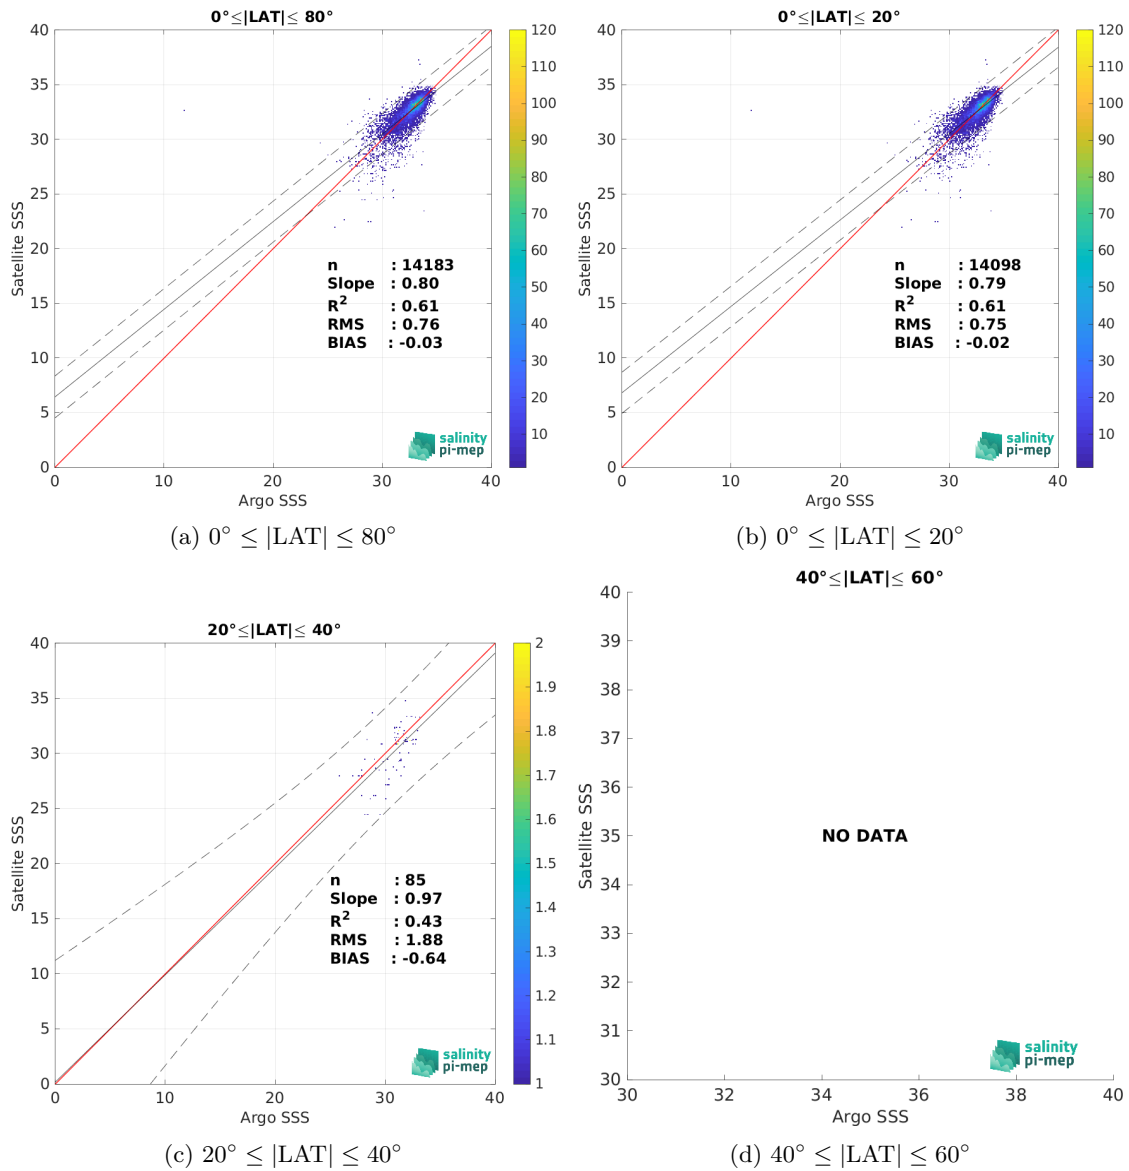 0°≤|LAT|≤ 80°
40
35
30
25
20
15
10
5
0
Satellite SSS
n : 14183
Slope : 0.80
R2 : 0.61
RMS : 0.76
BIAS : -0.03
salinity
pi-mep
0 10 20 30 40
Argo SSS
120
110
100
90
80
70
60
50
40
30
20
10
(a) 0° ≤ |LAT| ≤ 80°
0°≤|LAT|≤ 20°
40
35
30
25
20
15
10
5
0
Satellite SSS
n : 14098
Slope : 0.79
R2 : 0.61
RMS : 0.75
BIAS : -0.02
salinity
pi-mep
0 10 20 30 40
Argo SSS
120
110
100
90
80
70
60
50
40
30
20
10
(b) 0° ≤ |LAT| ≤ 20°
20°≤|LAT|≤ 40°
40
35
30
25
20
15
10
5
0
Satellite SSS
n : 85
Slope : 0.97
R2 : 0.43
RMS : 1.88
BIAS : -0.64
salinity
pi-mep
0 10 20 30 40
Argo SSS
2
1.9
1.8
1.7
1.6
1.5
1.4
1.3
1.2
1.1
1
(c) 20° ≤ |LAT| ≤ 40°
40°≤|LAT|≤ 60°
40
39
38
37
36
35
34
33
32
31
30
Satellite SSS
NO DATA
salinity
pi-mep
30 32 34 36 38 40
Argo SSS
(d) 40° ≤ |LAT| ≤ 60°